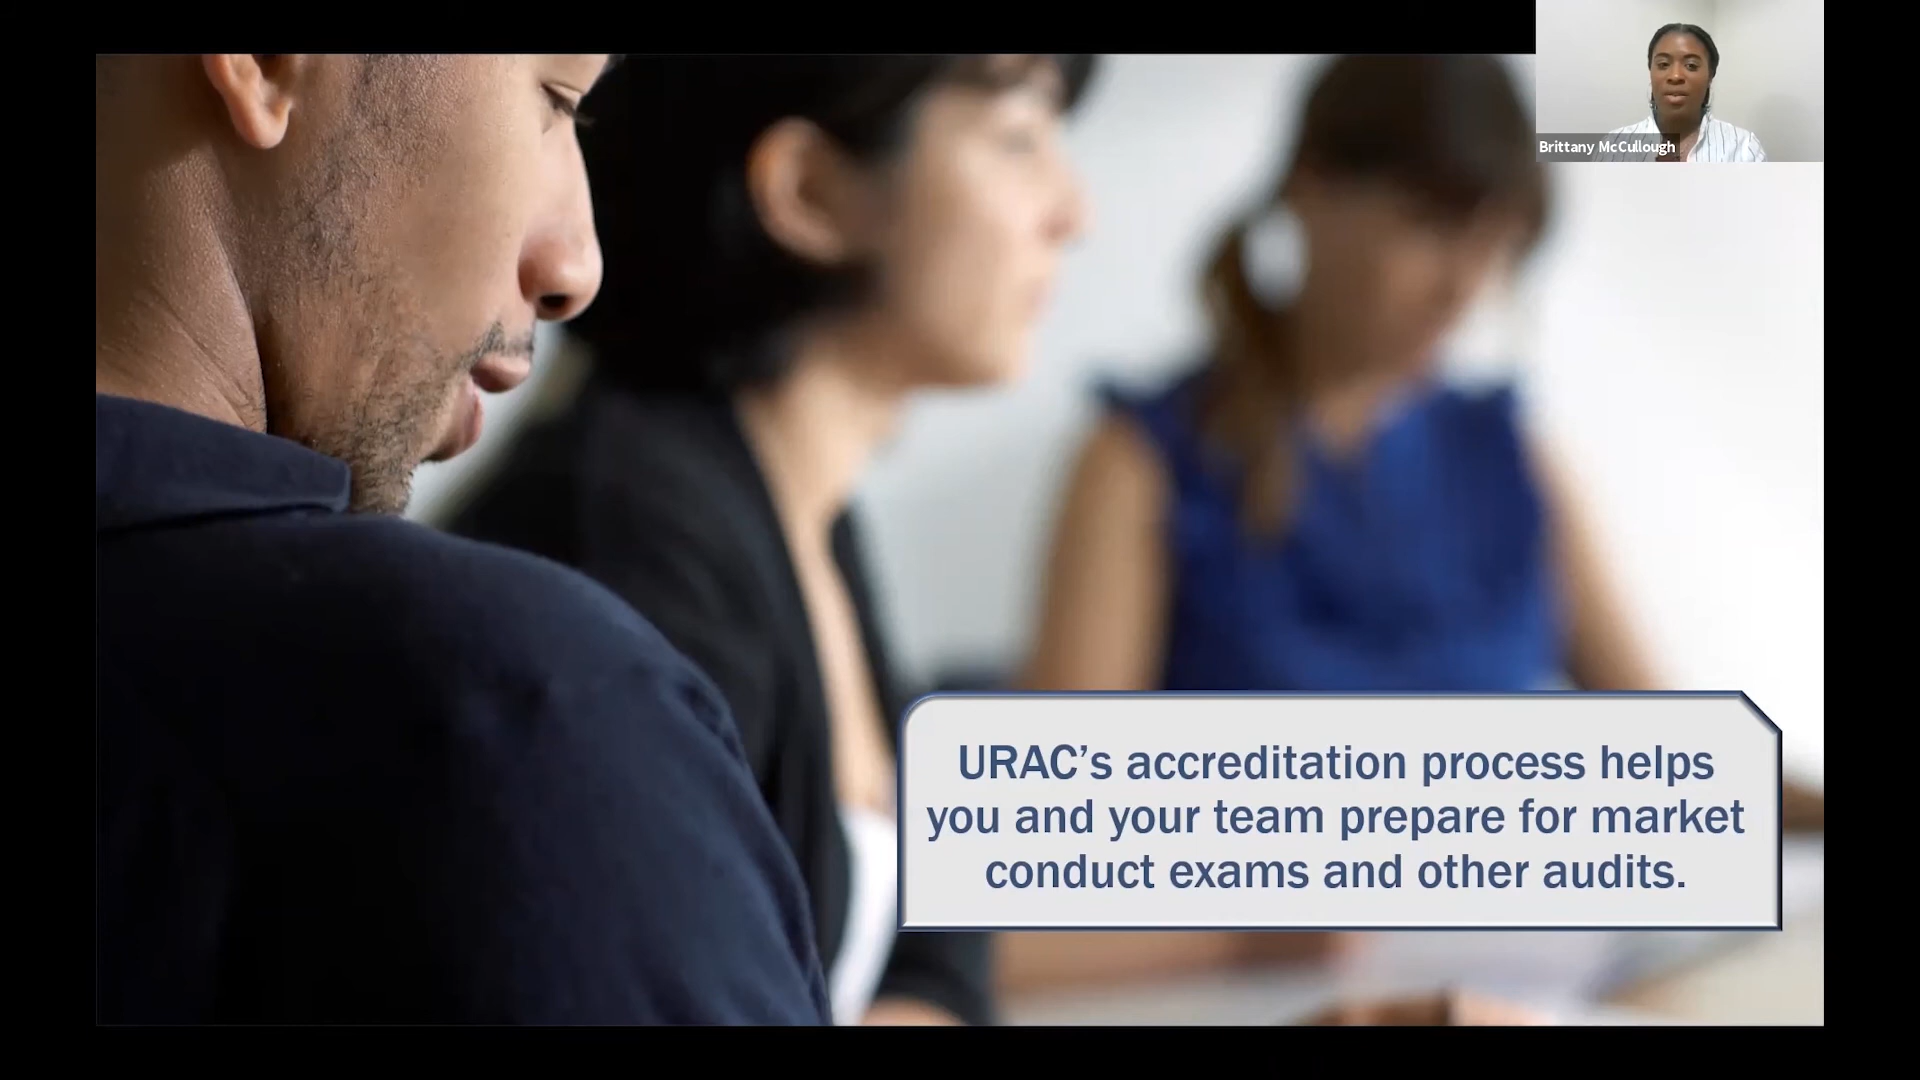 Brittany McCullough
URAC’s accreditation process helps
you and your team prepare for market
conduct exams and other audits.